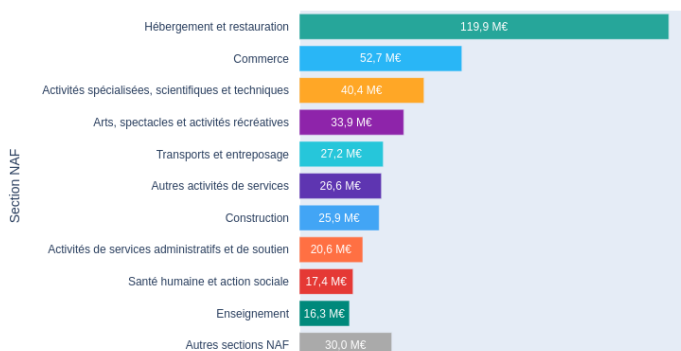 Hébergement et restauration 119,9 M€
Commerce 52,7 M€
Activités spécialisées, scientifiques et techniques 40,4 M€
Arts, spectacles et activités récréatives 33,9 M€
Transports et entreposage 27,2 M€
Autres activités de services 26,6 M€
Construction 25,9 M€
Activités de services administratifs et de soutien 20,6 M€
Santé humaine et action sociale 17,4 M€
Enseignement 16,3 M€
Autres sections NAF 30,0 M€
Section NAF